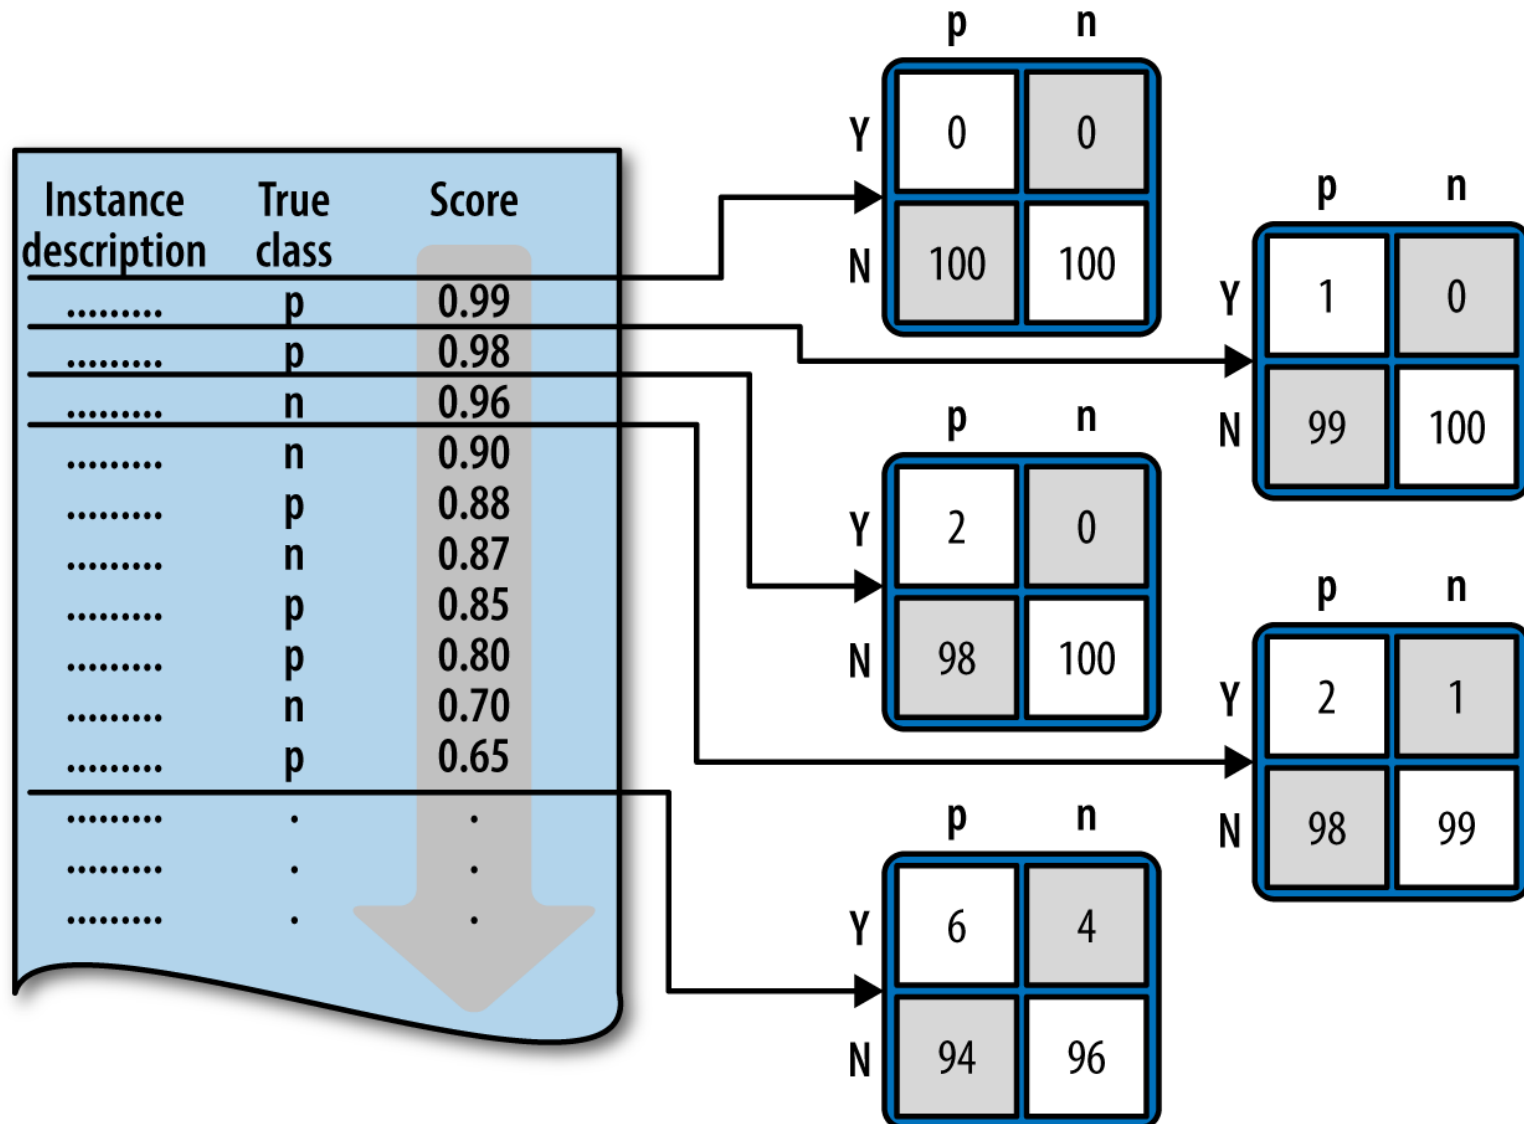 Instance description True class Score
......... p 0.99
......... p 0.98
......... n 0.96
......... n 0.90
......... p 0.88
......... n 0.87
......... p 0.85
......... p 0.80
......... n 0.70
......... p 0.65
......... . .
......... . .
......... . .
p n
Y 0 0
N 100 100
p n
Y 1 0
N 99 100
p n
Y 2 0
N 98 100
p n
Y 2 1
N 98 99
p n
Y 6 4
N 94 96